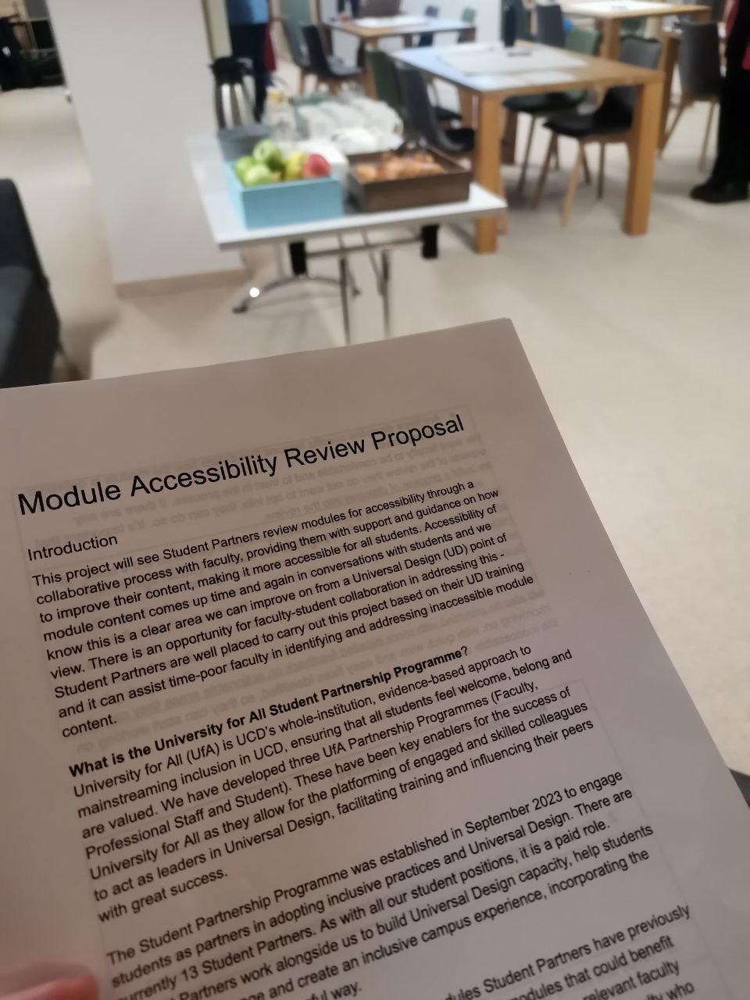 Module Accessibility Review Proposal
Introduction
This project will see Student Partners review modules for accessibility through a
collaborative process with faculty, providing them with support and guidance on how
to improve their content, making it more accessible for all students. Accessibility of
module content comes up time and again in conversations with students and we
know this is a clear area we can improve on from a Universal Design (UD) point of
view. There is an opportunity for faculty-student collaboration in addressing this -
Student Partners are well placed to carry out this project based on their UD training
and it can assist time-poor faculty in identifying and addressing inaccessible module
content.
What is the University for All Student Partnership Programme?
University for All (UfA) is UCD's whole-institution, evidence-based approach to
mainstreaming inclusion in UCD, ensuring that all students feel welcome, belong and
are valued. We have developed three UfA Partnership Programmes (Faculty,
Professional Staff and Student). These have been key enablers for the success of
University for All as they allow for the platforming of engaged and skilled colleagues
to act as leaders in Universal Design, facilitating training and influencing their peers
with great success.
The Student Partnership Programme was established in September 2023 to engage
students as partners in adopting inclusive practices and Universal Design. There are
currently 13 Student Partners. As with all our student positions, it is a paid role.
Partners work alongside us to build Universal Design capacity, help students
and create an inclusive campus experience, incorporating the
way.
Student Partners have previously
modules that could benefit
relevant faculty
who